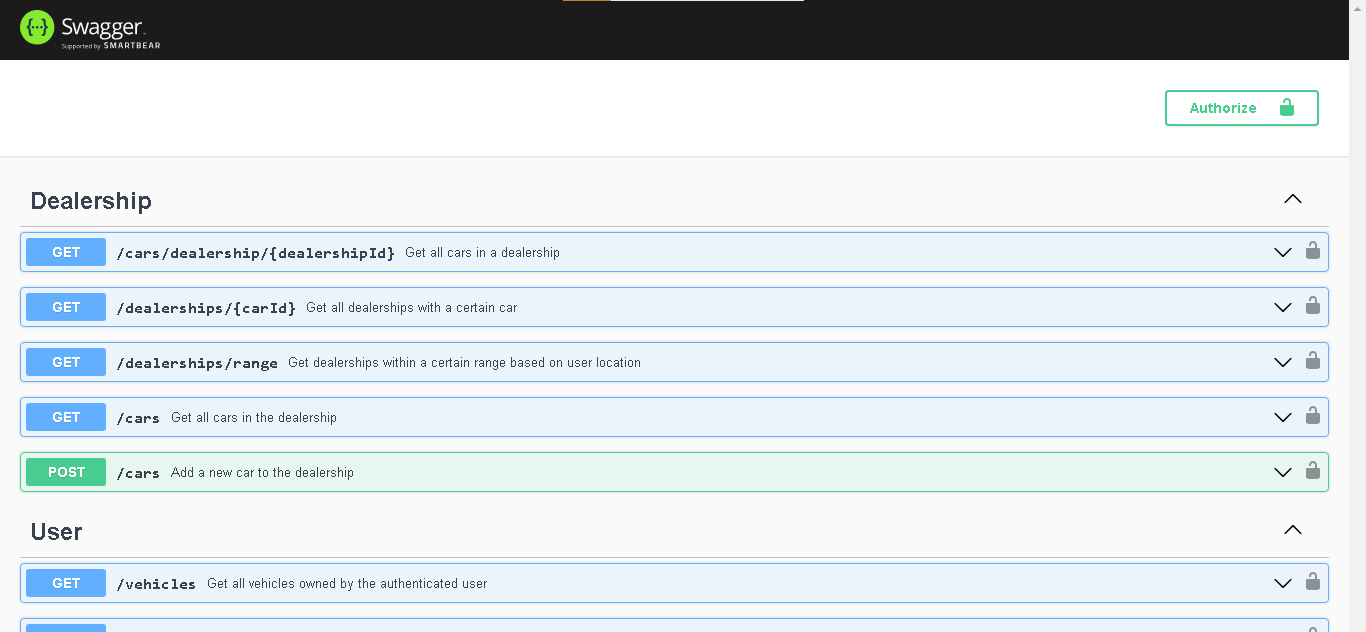 {···} Swagger
Supported by SMARTBEAR
Authorize
Dealership
GET /cars/dealership/{dealershipId} Get all cars in a dealership
GET /dealerships/{carId} Get all dealerships with a certain car
GET /dealerships/range Get dealerships within a certain range based on user location
GET /cars Get all cars in the dealership
POST /cars Add a new car to the dealership
User
GET /vehicles Get all vehicles owned by the authenticated user